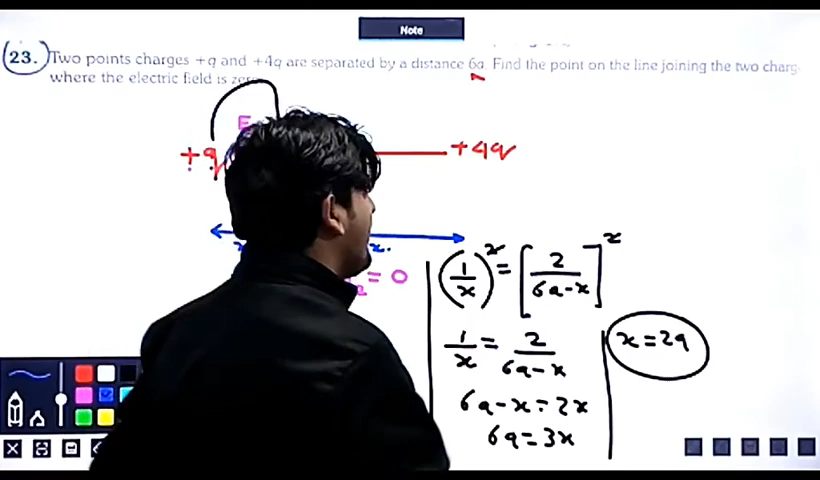 Note
23. Two points charges +q and +4q are separated by a distance 6a. Find the point on the line joining the two charg
where the electric field is zero
E
+q
+4q
x
x.
= 0
(1/x)² = [2/6a-x]²
1/x = 2/6a-x
6a-x = 2x
6a = 3x
x = 2a